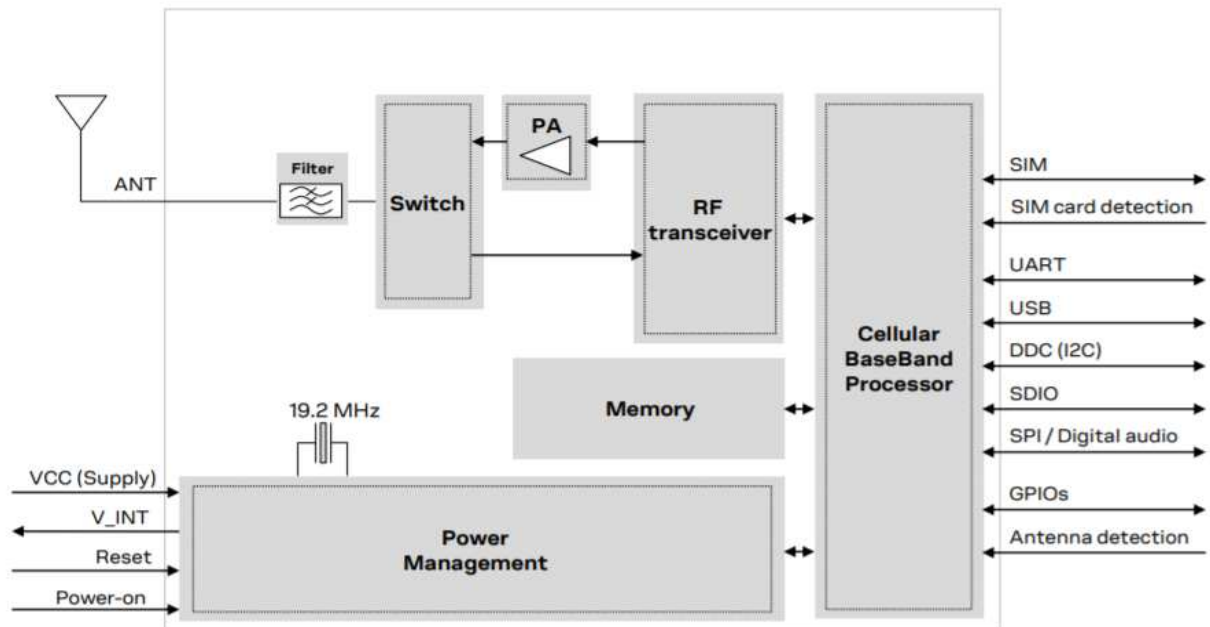 PA
Filter
ANT
Switch
RF
transceiver
SIM
SIM card detection
UART
USB
DDC (I2C)
SDIO
SPI / Digital audio
GPIOs
Antenna detection
Cellular
BaseBand
Processor
Memory
19.2 MHz
VCC (Supply)
V_INT
Reset
Power-on
Power
Management